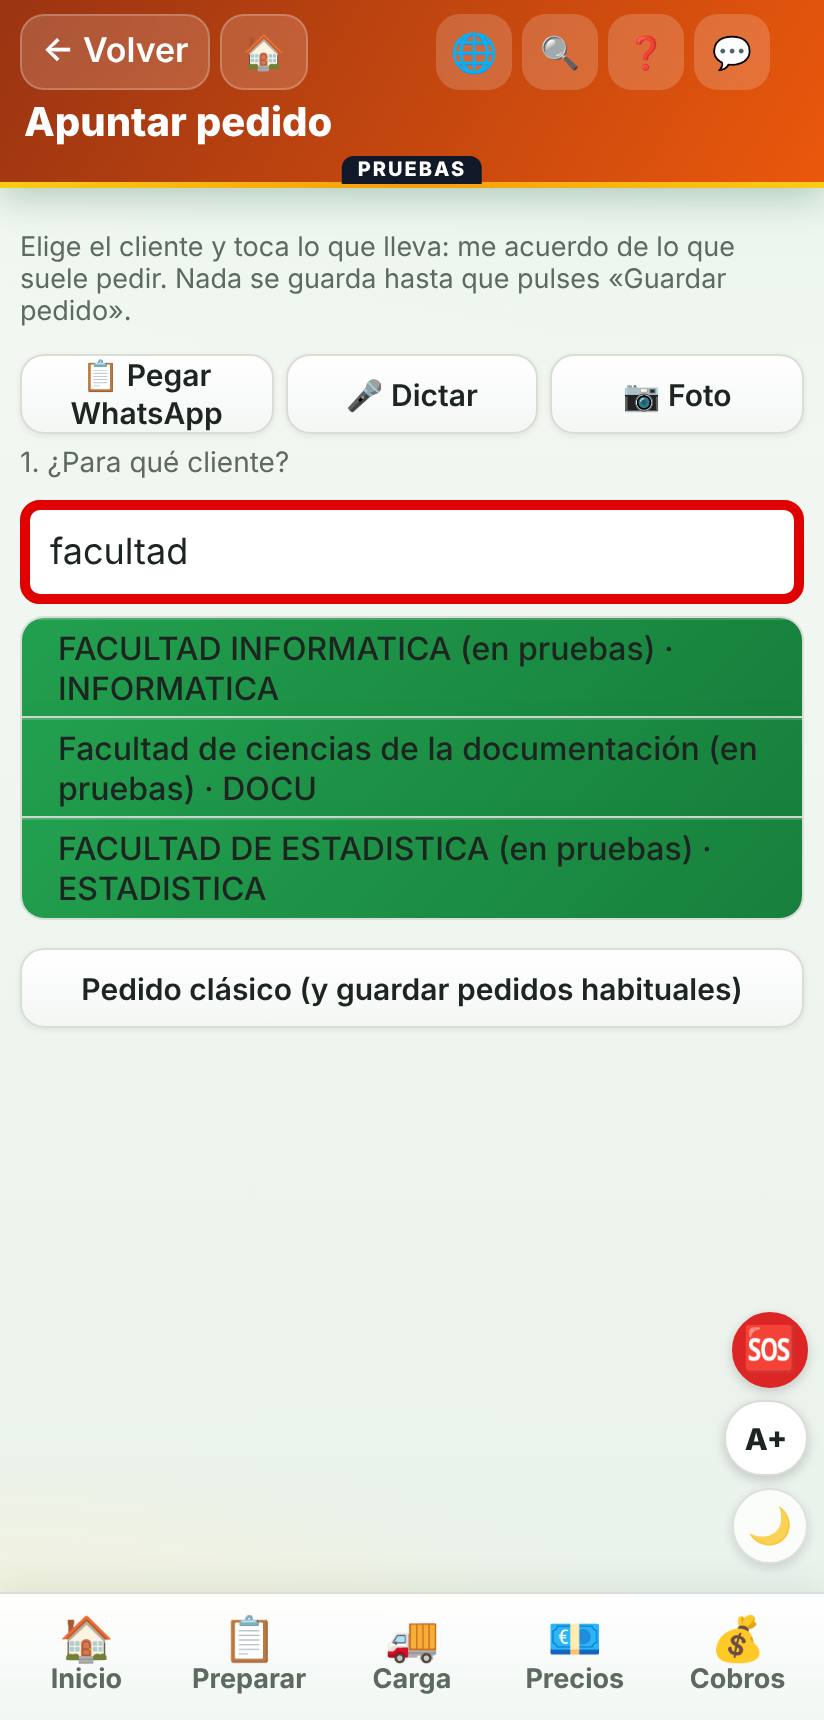 ← Volver
Apuntar pedido
PRUEBAS
Elige el cliente y toca lo que lleva: me acuerdo de lo que
suele pedir. Nada se guarda hasta que pulses «Guardar
pedido».
Pegar
WhatsApp
Dictar
Foto
1. ¿Para qué cliente?
facultad
FACULTAD INFORMATICA (en pruebas) ·
INFORMATICA
Facultad de ciencias de la documentación (en
pruebas) · DOCU
FACULTAD DE ESTADISTICA (en pruebas) ·
ESTADISTICA
Pedido clásico (y guardar pedidos habituales)
SOS
A+
Inicio
Preparar
Carga
Precios
Cobros